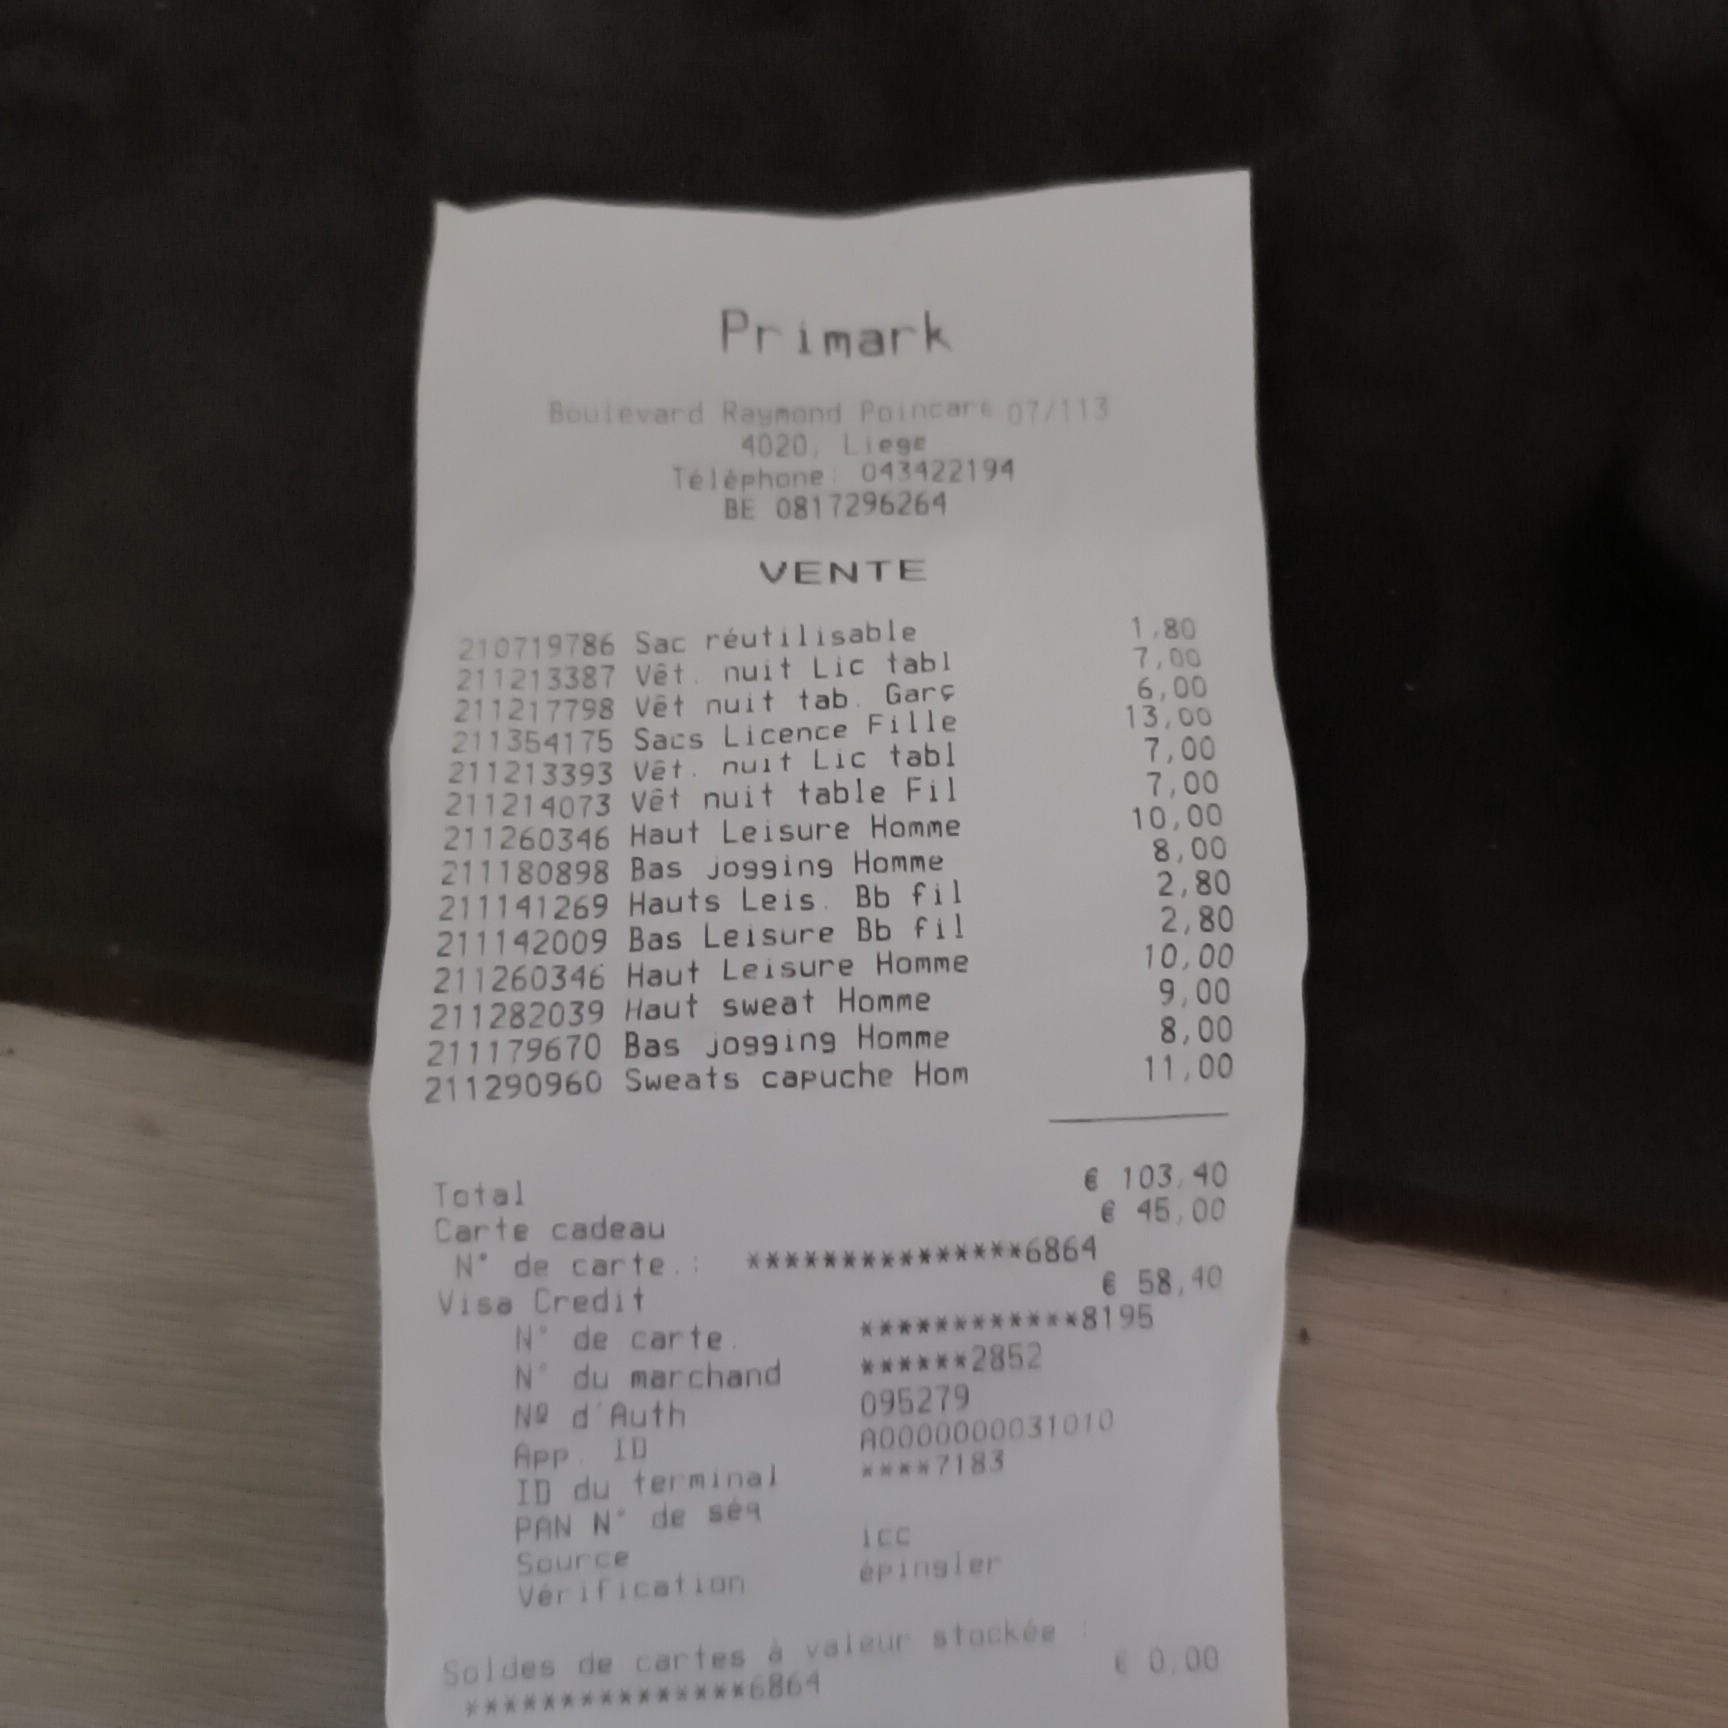 Primark
Boulevard Raymond Poincare 07/113
4020, Liege
Téléphone: 043422194
BE 0817296264
VENTE
210719786 Sac réutilisable 1,80
211213387 Vêt. nuit Lic tabl 7,00
211217798 Vêt nuit tab. Garç 6,00
211354175 Sacs Licence Fille 13,00
211213393 Vêt. nuit Lic tabl 7,00
211214073 Vêt nuit table Fil 7,00
211260346 Haut Leisure Homme 10,00
211180898 Bas jogging Homme 8,00
211141269 Hauts Leis. Bb fil 2,80
211142009 Bas Leisure Bb fil 2,80
211260346 Haut Leisure Homme 10,00
211282039 Haut sweat Homme 9,00
211179670 Bas jogging Homme 8,00
211290960 Sweats capuche Hom 11,00
Total € 103,40
Carte cadeau € 45,00
N° de carte.: ***************6864
Visa Credit € 58,40
N° de carte. ************8195
N° du marchand ******2852
Nº d'Auth 095279
App. ID A0000000031010
ID du terminal ****7183
PAN N° de séq
Source icc
Vérification épingler
Soldes de cartes à valeur stockée :
***************6864 € 0,00